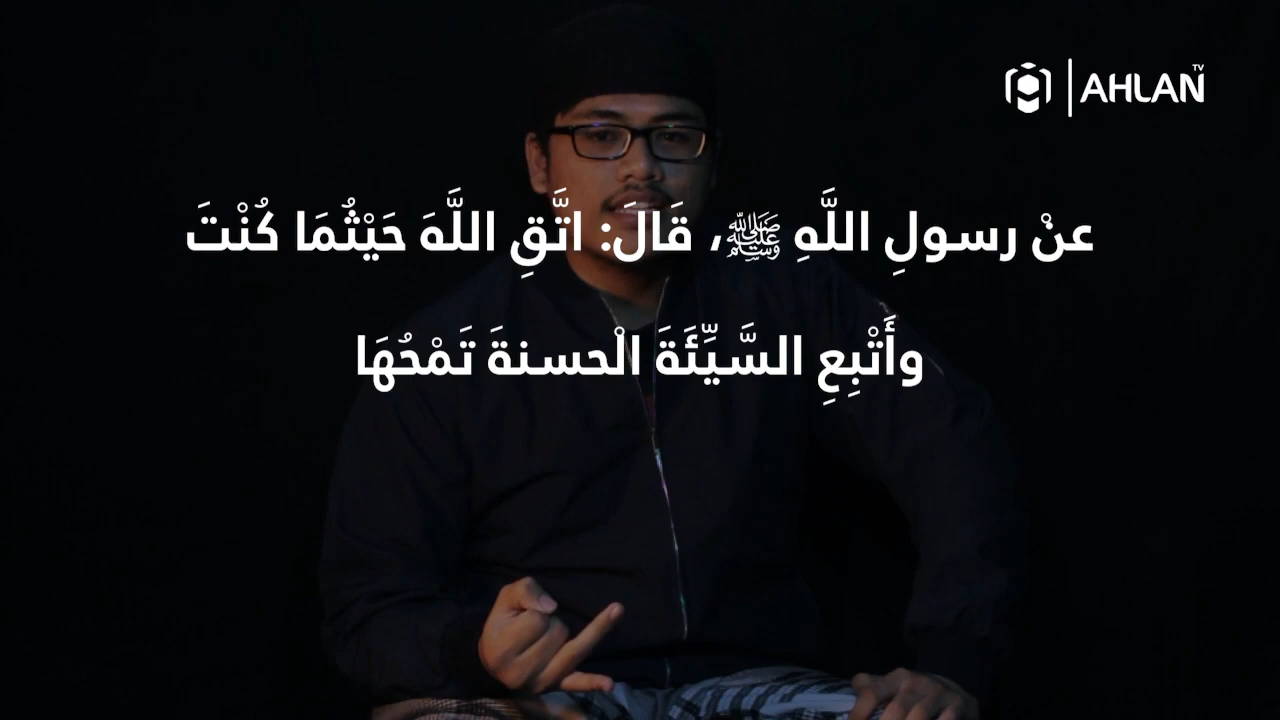 AHLAN TV
عنْ رسولِ اللَّهِ ﷺ، قَالَ: اتَّقِ اللَّهَ حَيْثُمَا كُنْتَ
وأَتْبِعِ السَّيِّئَةَ الْحسنةَ تَمْحُهَا